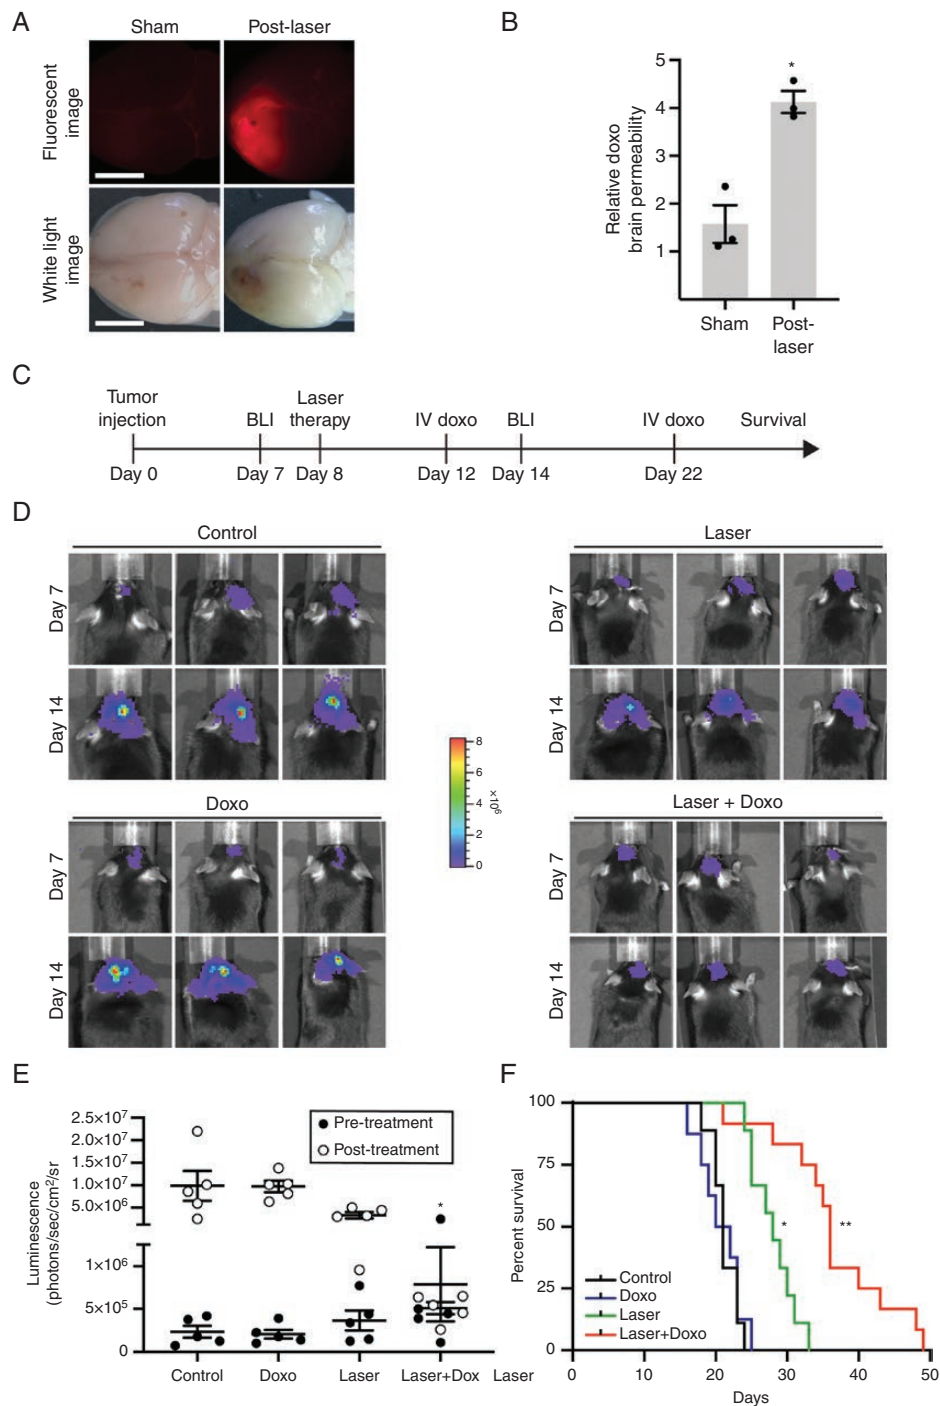 A
Sham
Post-laser
Fluorescent
image
White light
image
B
Relative doxo
brain permeability
5
4
3
2
1
*
Sham
Post-
laser
C
Tumor
injection
BLI
Laser
therapy
IV doxo
BLI
IV doxo
Survival
Day 0
Day 7
Day 8
Day 12
Day 14
Day 22
D
Control
Day 7
Day 14
Laser
Day 7
Day 14
8
6
4
2
0
×10⁶
Doxo
Day 7
Day 14
Laser + Doxo
Day 7
Day 14
E
Luminescence
(photons/sec/cm²/sr
2.5×10⁷
2.0×10⁷
1.5×10⁷
1.0×10⁷
5.0×10⁶
1×10⁶
5×10⁵
0
Pre-treatment
Post-treatment
*
Control
Doxo
Laser
Laser+Dox
Laser
F
Percent survival
100
75
50
25
0
*
**
Control
Doxo
Laser
Laser+Doxo
0
10
20
30
40
50
Days